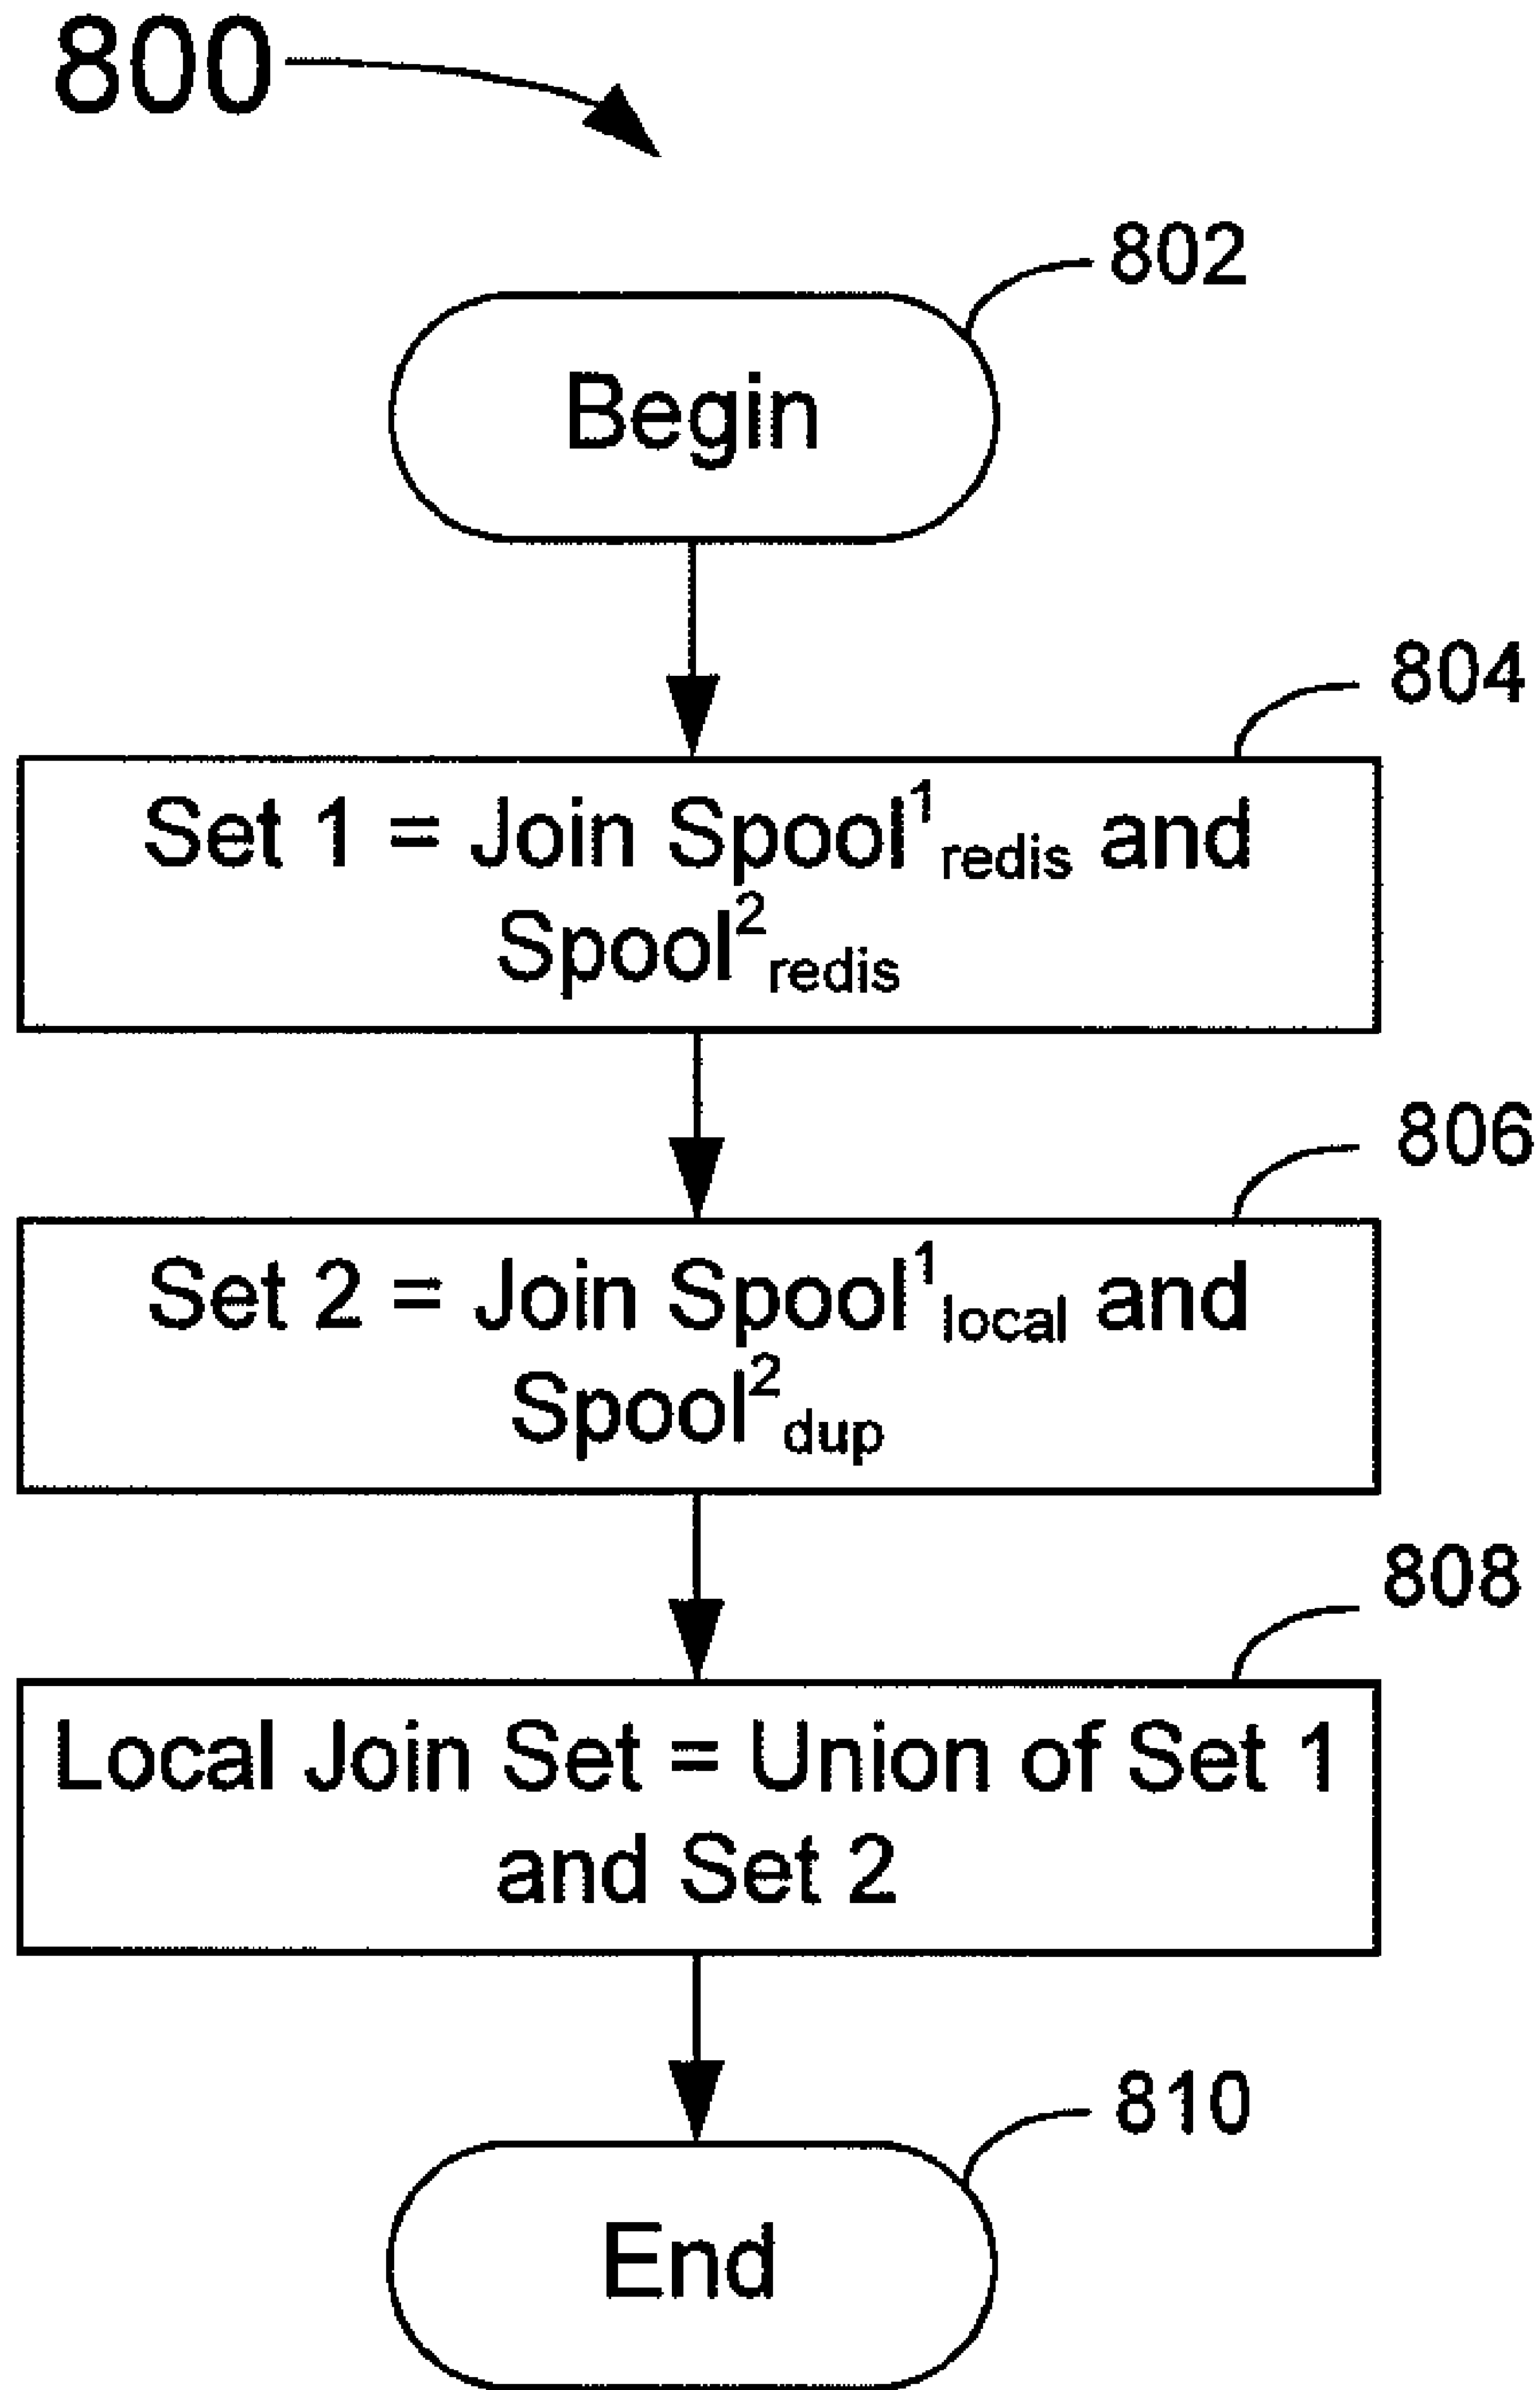 800
802
Begin
804
Set 1 = Join Spool¹redis and
Spool²redis
806
Set 2 = Join Spool¹local and
Spool²dup
808
Local Join Set = Union of Set 1
and Set 2
810
End